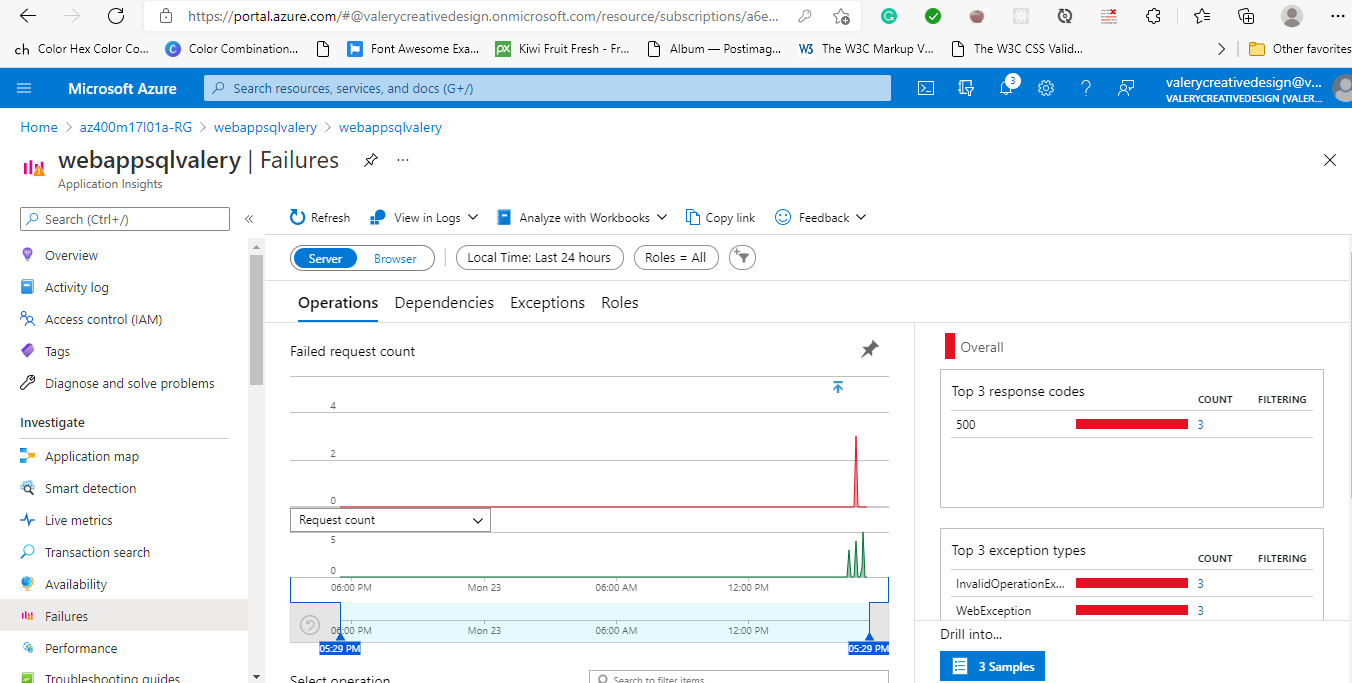 https://portal.azure.com/#@valerycreativedesign.onmicrosoft.com/resource/subscriptions/a6e...
ch Color Hex Color Co... Color Combination... Font Awesome Exa... Kiwi Fruit Fresh - Fr... Album — Postimag... The W3C Markup V... The W3C CSS Valid... Other favorites
Microsoft Azure Search resources, services, and docs (G+/) 3 valerycreativedesign@v...
VALERYCREATIVEDESIGN (VALER...
Home > az400m17l01a-RG > webappsqlvalery > webappsqlvalery
webappsqlvalery | Failures ...
Application Insights
Search (Ctrl+/) «
Refresh View in Logs Analyze with Workbooks Copy link Feedback
Overview
Activity log
Access control (IAM)
Tags
Diagnose and solve problems
Investigate
Application map
Smart detection
Live metrics
Transaction search
Availability
Failures
Performance
Troubleshooting guides
Server Browser Local Time: Last 24 hours Roles = All
Operations Dependencies Exceptions Roles
Failed request count
4
2
0
Request count
5
0
06:00 PM Mon 23 06:00 AM 12:00 PM
06:00 PM Mon 23 06:00 AM 12:00 PM
05:29 PM 05:29 PM
Select operation Search to filter items...
Overall
Top 3 response codes COUNT FILTERING
500 3
Top 3 exception types COUNT FILTERING
InvalidOperationEx... 3
WebException 3
Drill into...
3 Samples